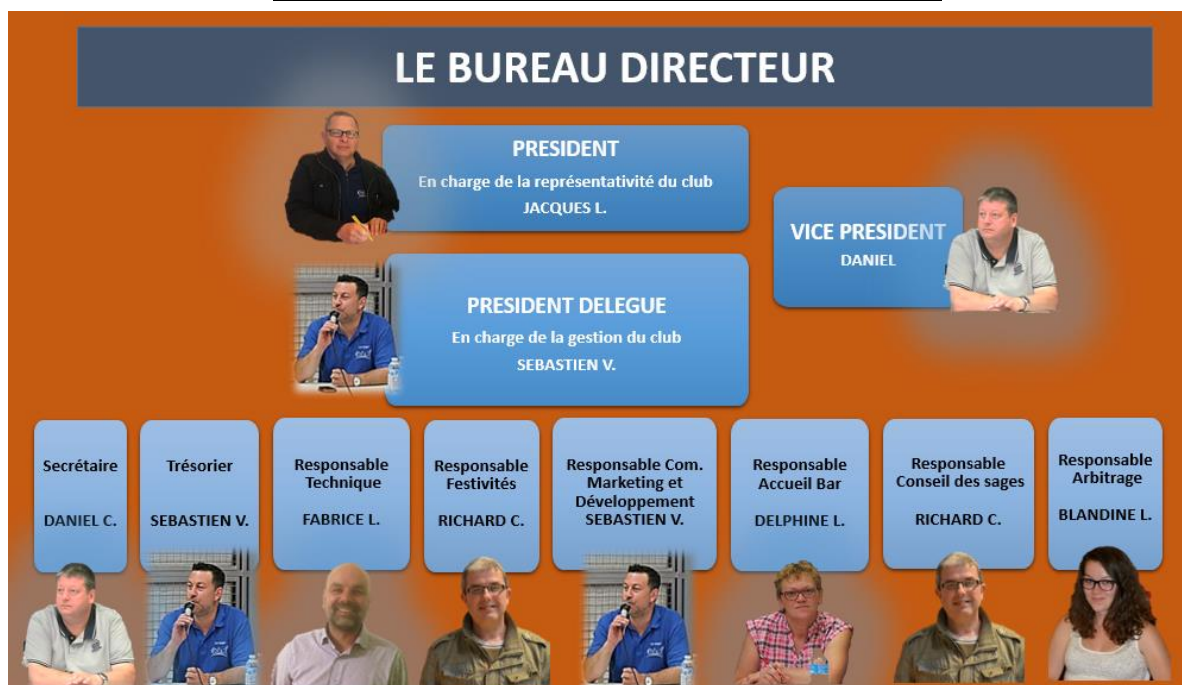 LE BUREAU DIRECTEUR
PRESIDENT
En charge de la représentativité du club
JACQUES L.
VICE PRESIDENT
DANIEL
PRESIDENT DELEGUE
En charge de la gestion du club
SEBASTIEN V.
Secrétaire
DANIEL C.
Trésorier
SEBASTIEN V.
Responsable
Technique
FABRICE L.
Responsable
Festivités
RICHARD C.
Responsable Com.
Marketing et
Développement
SEBASTIEN V.
Responsable
Accueil Bar
DELPHINE L.
Responsable
Conseil des sages
RICHARD C.
Responsable
Arbitrage
BLANDINE L.